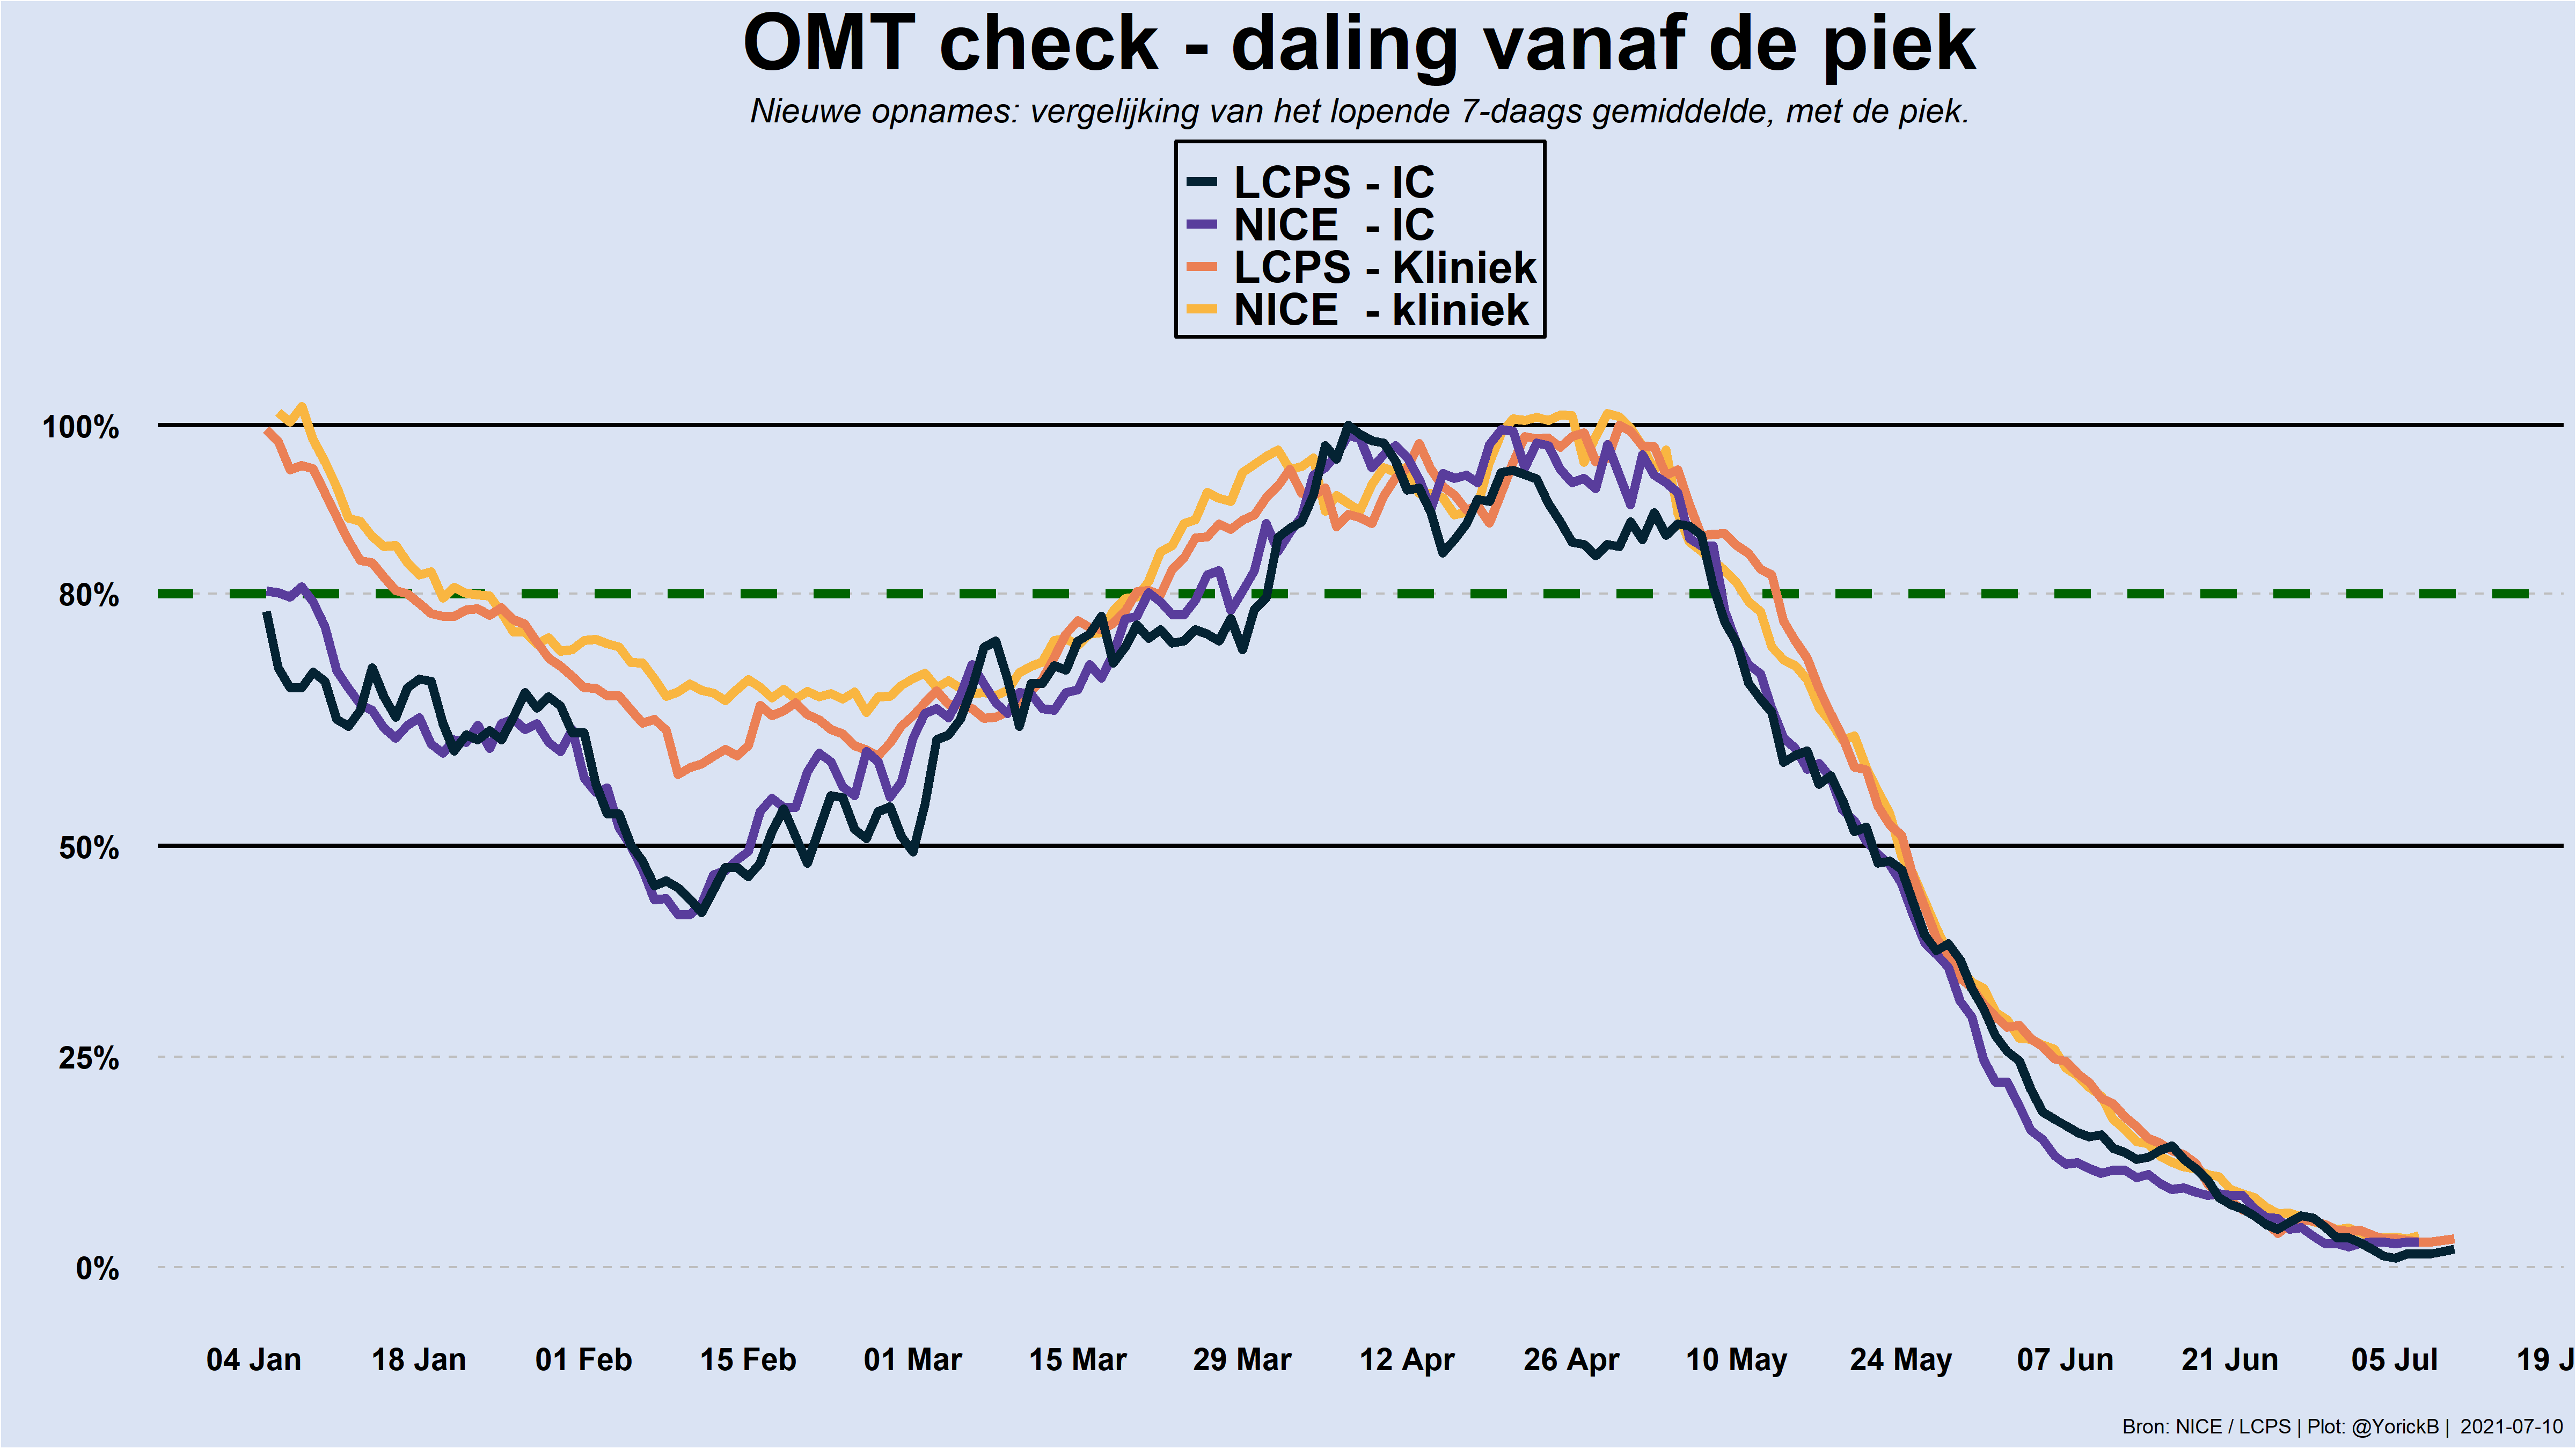 OMT check - daling vanaf de piek
Nieuwe opnames: vergelijking van het lopende 7-daags gemiddelde, met de piek.
LCPS - IC
NICE - IC
LCPS - Kliniek
NICE - kliniek
100%
80%
50%
25%
0%
04 Jan 18 Jan 01 Feb 15 Feb 01 Mar 15 Mar 29 Mar 12 Apr 26 Apr 10 May 24 May 07 Jun 21 Jun 05 Jul 19 J
Bron: NICE / LCPS | Plot: @YorickB | 2021-07-10